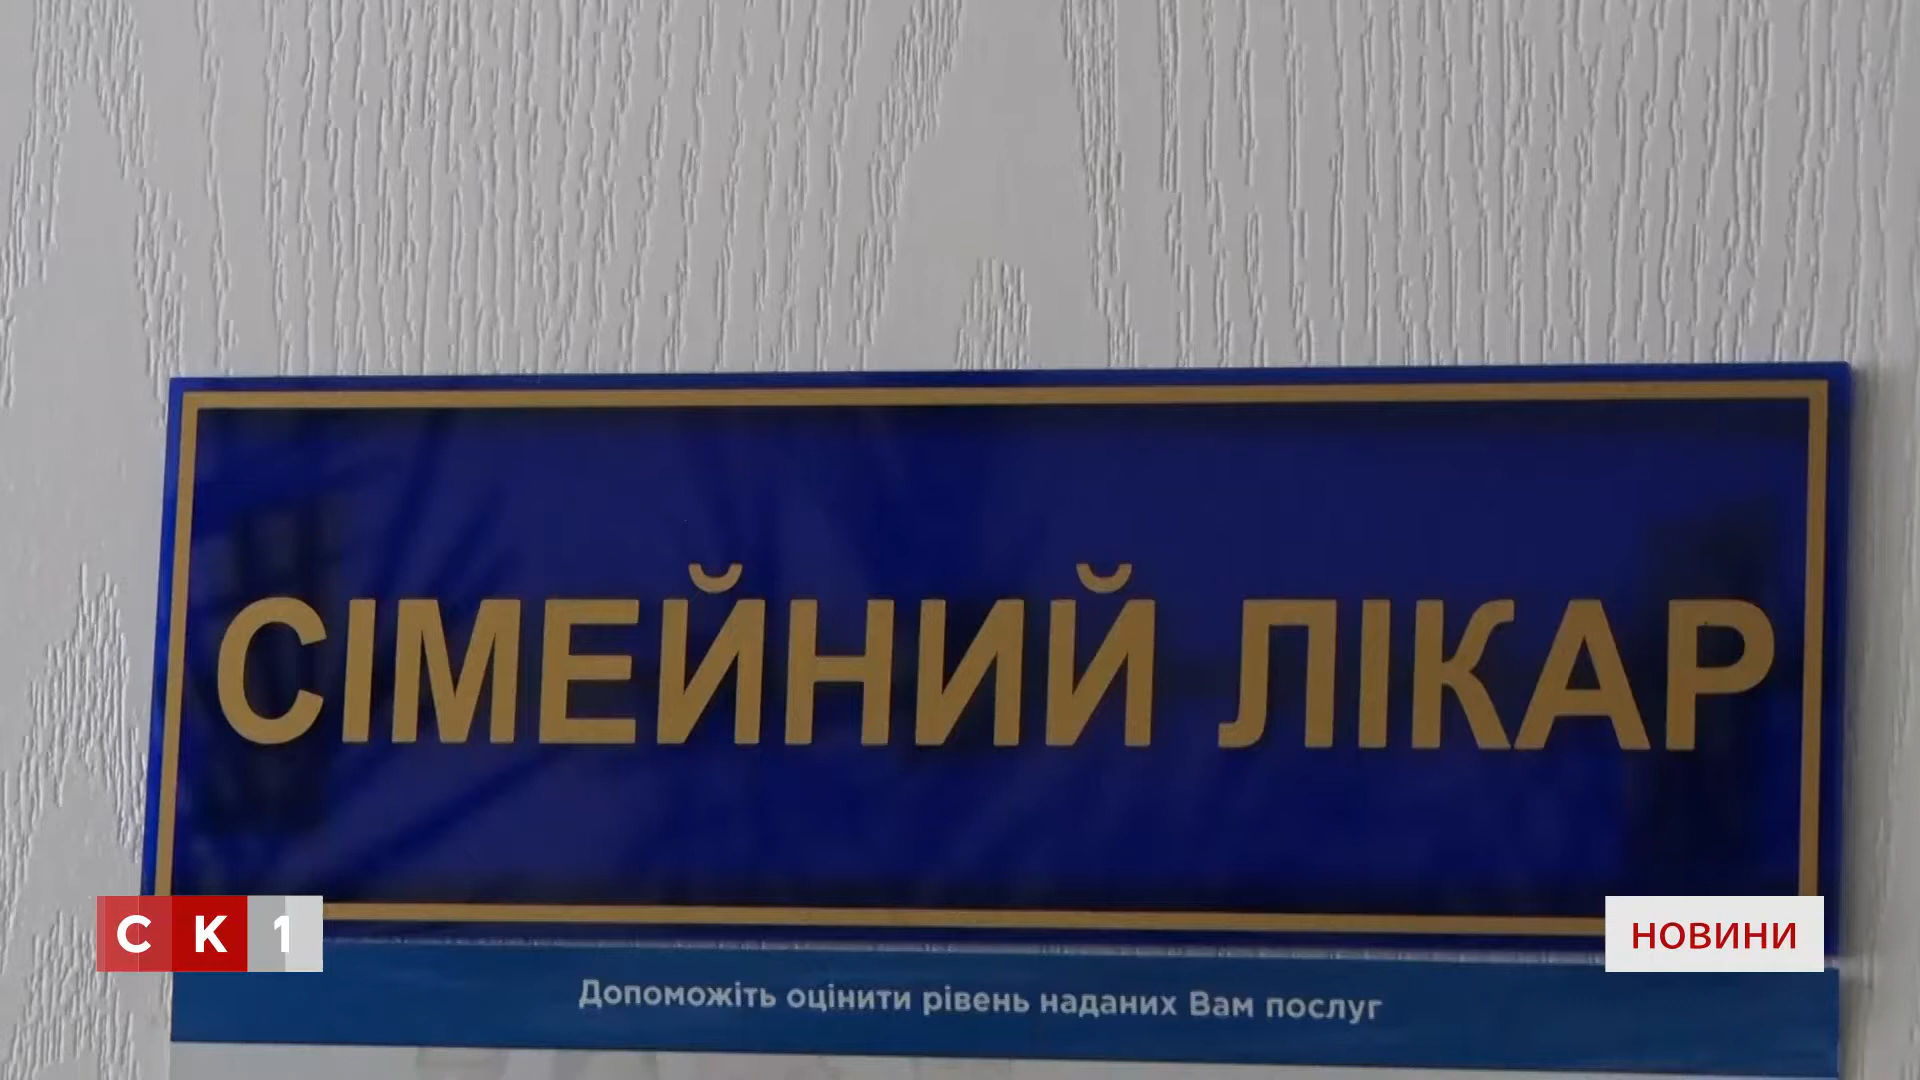 СІМЕЙНИЙ ЛІКАР
СК1
НОВИНИ
Допоможіть оцінити рівень наданих Вам послуг